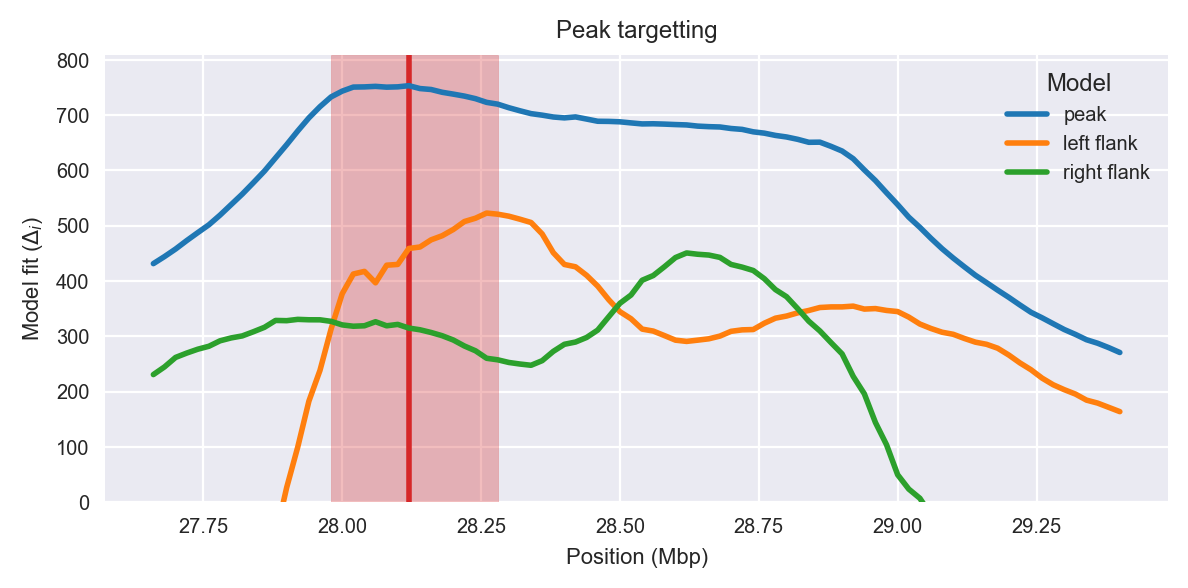 Peak targetting
Model fit (Δi)
800
700
600
500
400
300
200
100
0
Model
peak
left flank
right flank
27.75 28.00 28.25 28.50 28.75 29.00 29.25
Position (Mbp)